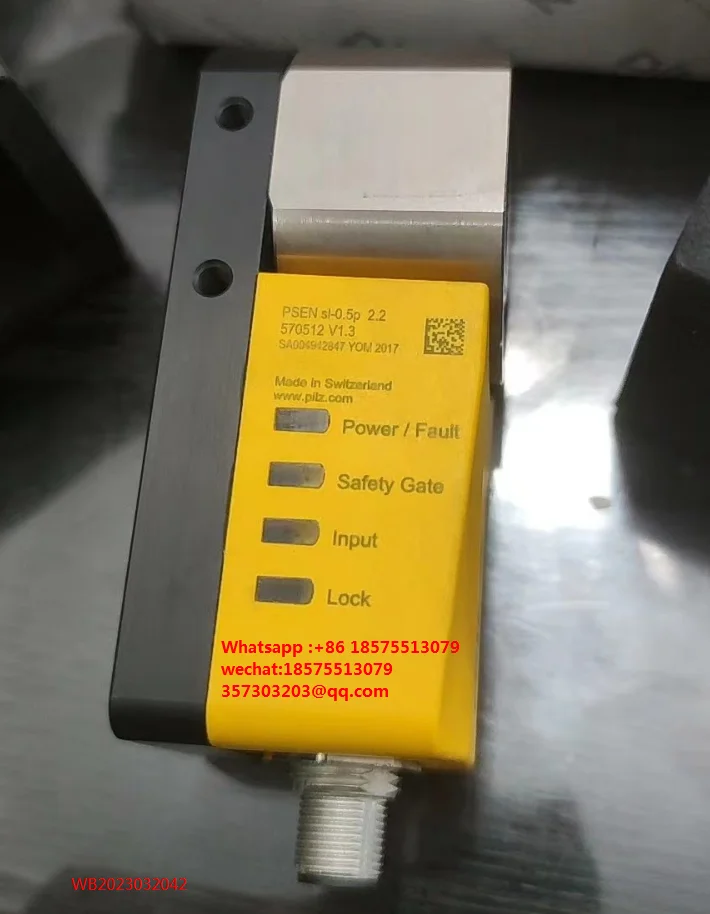 PSEN sl-0.5p 2.2
570512 V1.3
SA004942847 YOM 2017
Made in Switzerland
www.pilz.com
Power / Fault
Safety Gate
Input
Lock
Whatsapp :+86 18575513079
wechat:18575513079
357303203@qq.com
WB2023032042